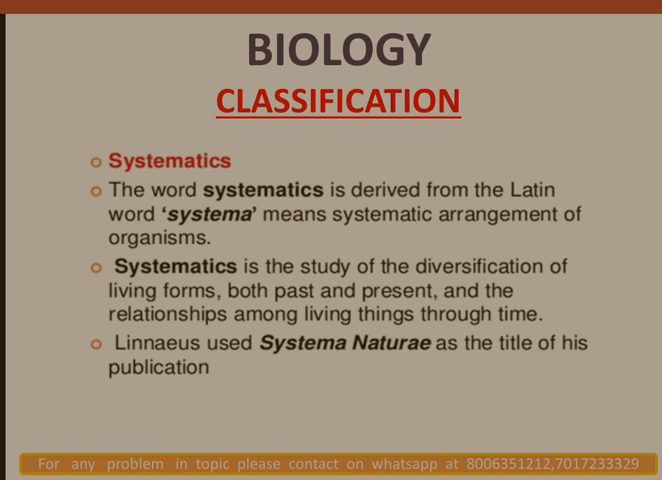 BIOLOGY
CLASSIFICATION
Systematics
The word systematics is derived from the Latin
word ‘systema’ means systematic arrangement of
organisms.
Systematics is the study of the diversification of
living forms, both past and present, and the
relationships among living things through time.
Linnaeus used Systema Naturae as the title of his
publication
For any problem in topic please contact on whatsapp at 8006351212,7017233329